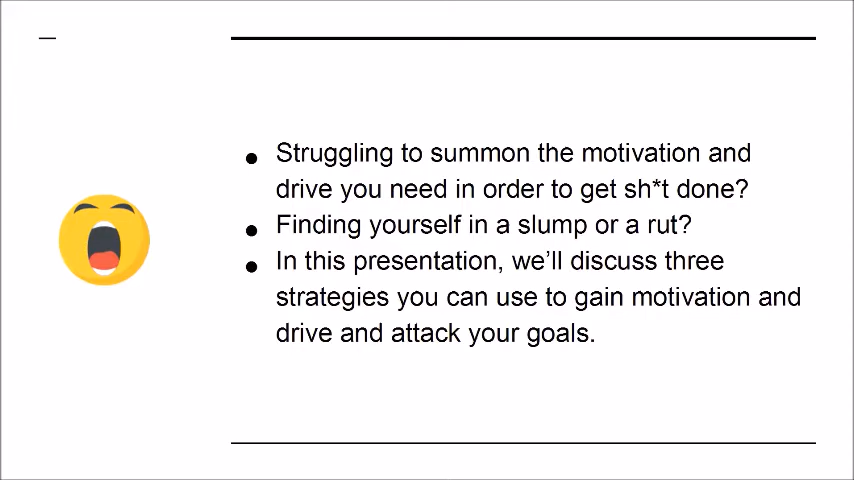 ● Struggling to summon the motivation and
drive you need in order to get sh*t done?
● Finding yourself in a slump or a rut?
● In this presentation, we’ll discuss three
strategies you can use to gain motivation and
drive and attack your goals.